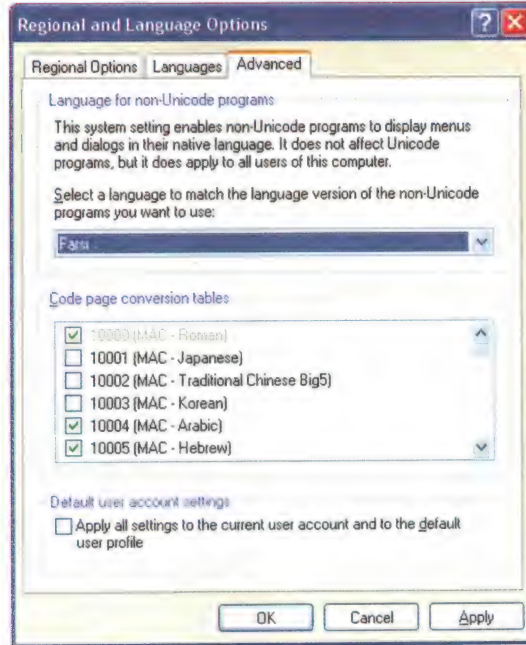 Regional and Language Options
Regional Options Languages Advanced
Language for non-Unicode programs
This system setting enables non-Unicode programs to display menus
and dialogs in their native language. It does not affect Unicode
programs, but it does apply to all users of this computer.
Select a language to match the language version of the non-Unicode
programs you want to use:
Farsi
Code page conversion tables
10000 (MAC - Roman)
10001 (MAC - Japanese)
10002 (MAC - Traditional Chinese Big5)
10003 (MAC - Korean)
10004 (MAC - Arabic)
10005 (MAC - Hebrew)
Default user account settings
Apply all settings to the current user account and to the default
user profile
OK Cancel Apply